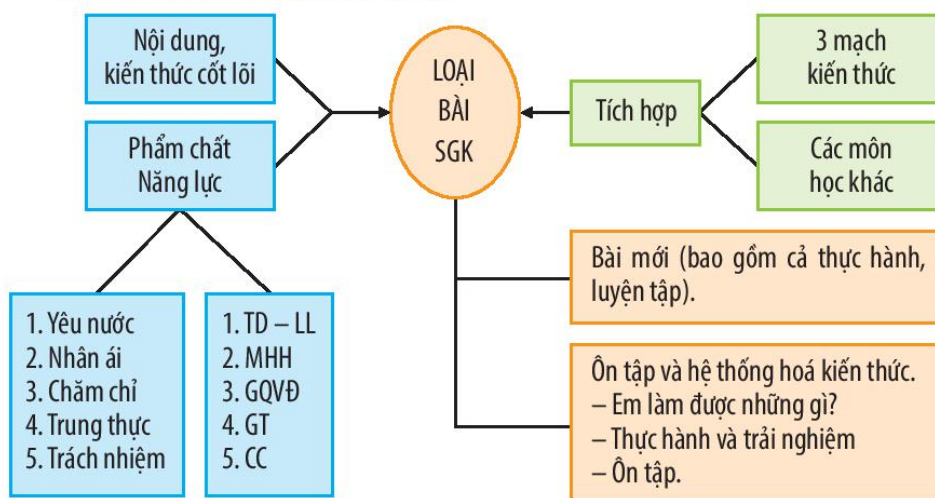 Nội dung,
kiến thức cốt lõi
Phẩm chất
Năng lực
1. Yêu nước
2. Nhân ái
3. Chăm chỉ
4. Trung thực
5. Trách nhiệm
1. TD – LL
2. MHH
3. GQVĐ
4. GT
5. CC
LOẠI
BÀI
SGK
Tích hợp
3 mạch
kiến thức
Các môn
học khác
Bài mới (bao gồm cả thực hành,
luyện tập).
Ôn tập và hệ thống hoá kiến thức.
– Em làm được những gì?
– Thực hành và trải nghiệm
– Ôn tập.